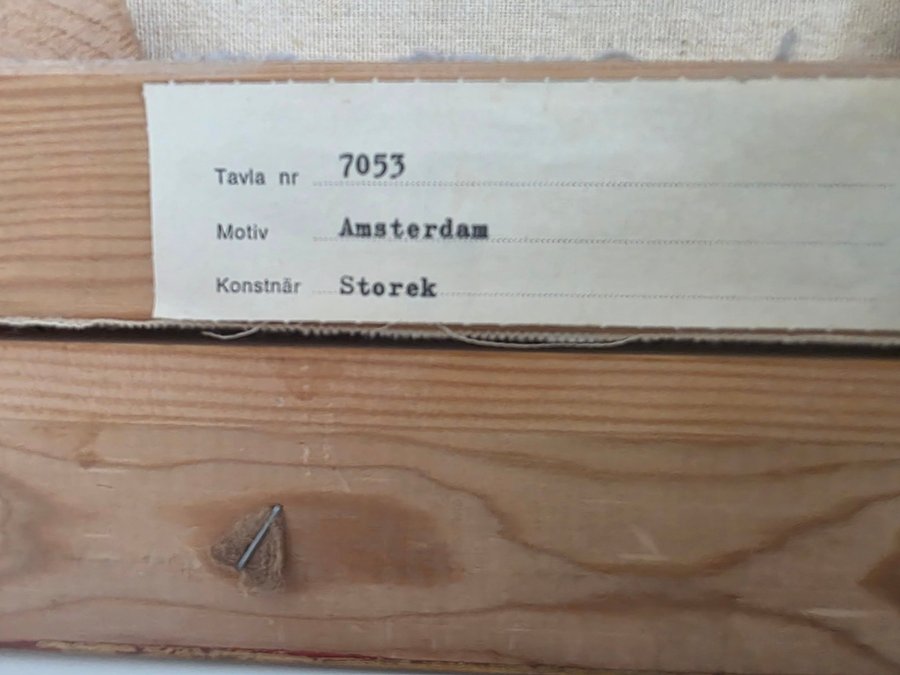 Tavla nr 7053
Motiv Amsterdam
Konstnär Storek